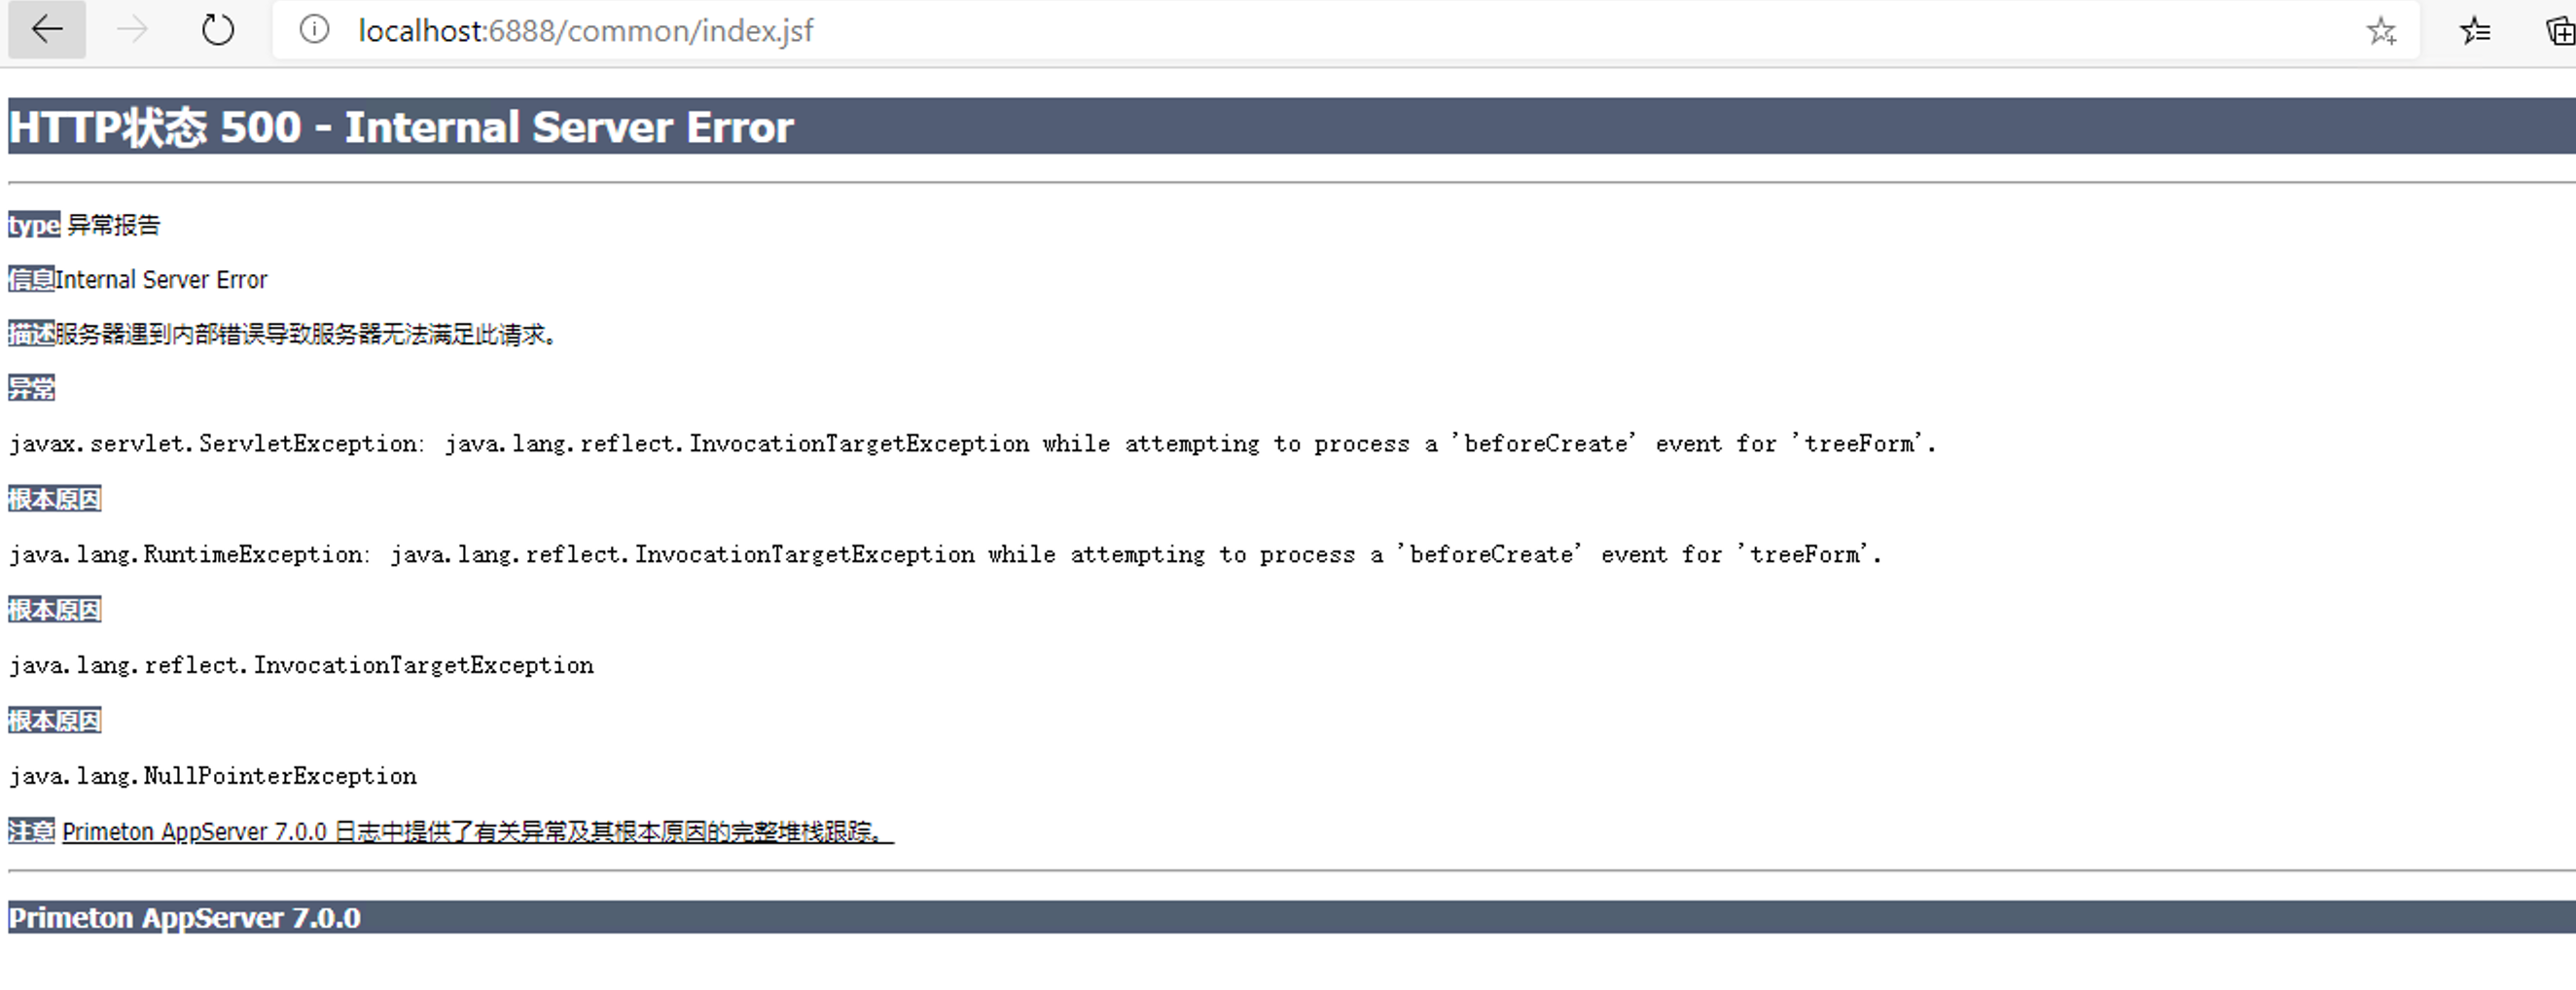 localhost:6888/common/index.jsf
HTTP状态 500 - Internal Server Error
type 异常报告
信息Internal Server Error
描述服务器遇到内部错误导致服务器无法满足此请求。
异常
javax.servlet.ServletException: java.lang.reflect.InvocationTargetException while attempting to process a 'beforeCreate' event for 'treeForm'.
根本原因
java.lang.RuntimeException: java.lang.reflect.InvocationTargetException while attempting to process a 'beforeCreate' event for 'treeForm'.
根本原因
java.lang.reflect.InvocationTargetException
根本原因
java.lang.NullPointerException
注意 Primeton AppServer 7.0.0 日志中提供了有关异常及其根本原因的完整堆栈跟踪。
Primeton AppServer 7.0.0